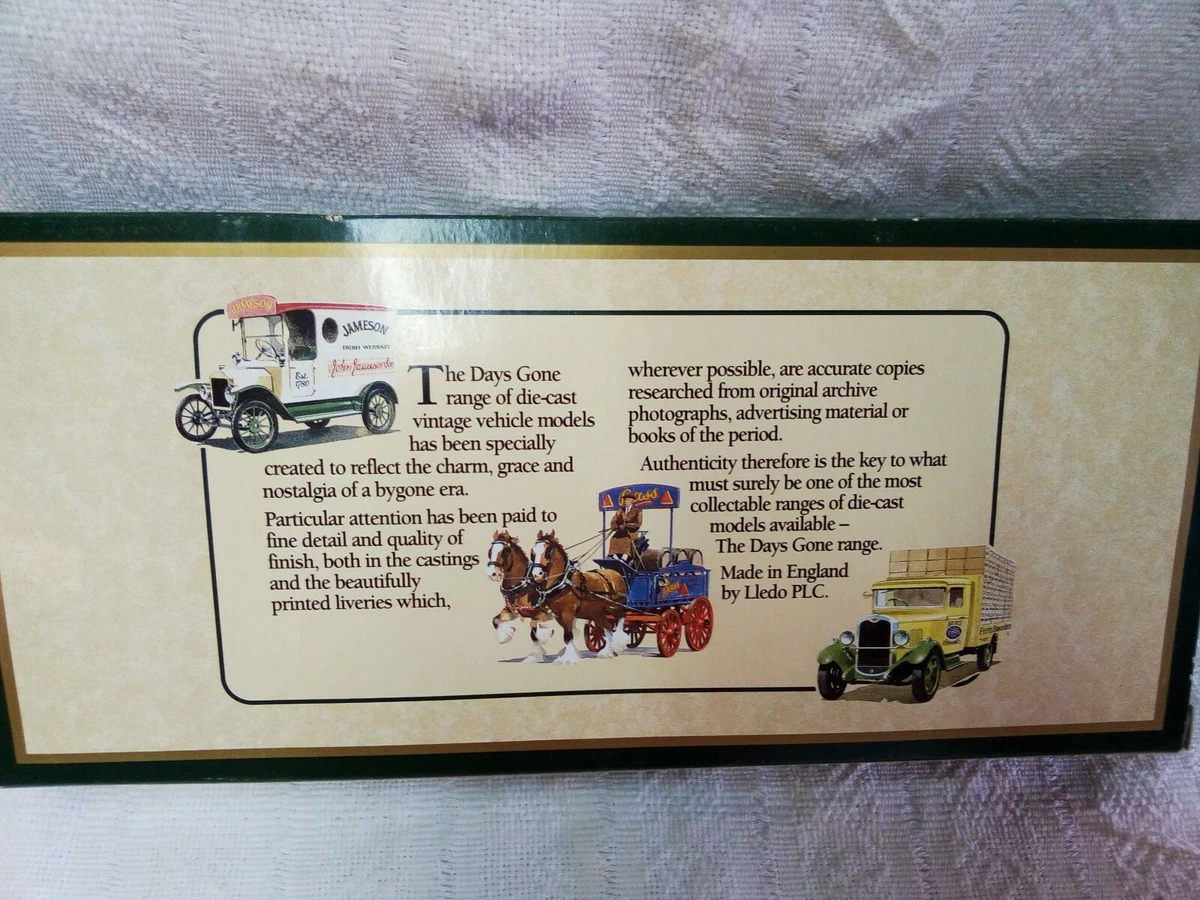 JAMESON
JAMESON
IRISH WHISKEY
John Jameson & Son
Est.
1780
The Days Gone
range of die-cast
vintage vehicle models
has been specially
created to reflect the charm, grace and
nostalgia of a bygone era.
Particular attention has been paid to
fine detail and quality of
finish, both in the castings
and the beautifully
printed liveries which,
wherever possible, are accurate copies
researched from original archive
photographs, advertising material or
books of the period.
Authenticity therefore is the key to what
must surely be one of the most
collectable ranges of die-cast
models available –
The Days Gone range.
Made in England
by Lledo PLC.
Bass